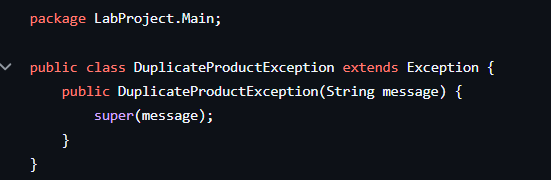 package LabProject.Main;
public class DuplicateProductException extends Exception {
    public DuplicateProductException(String message) {
        super(message);
    }
}